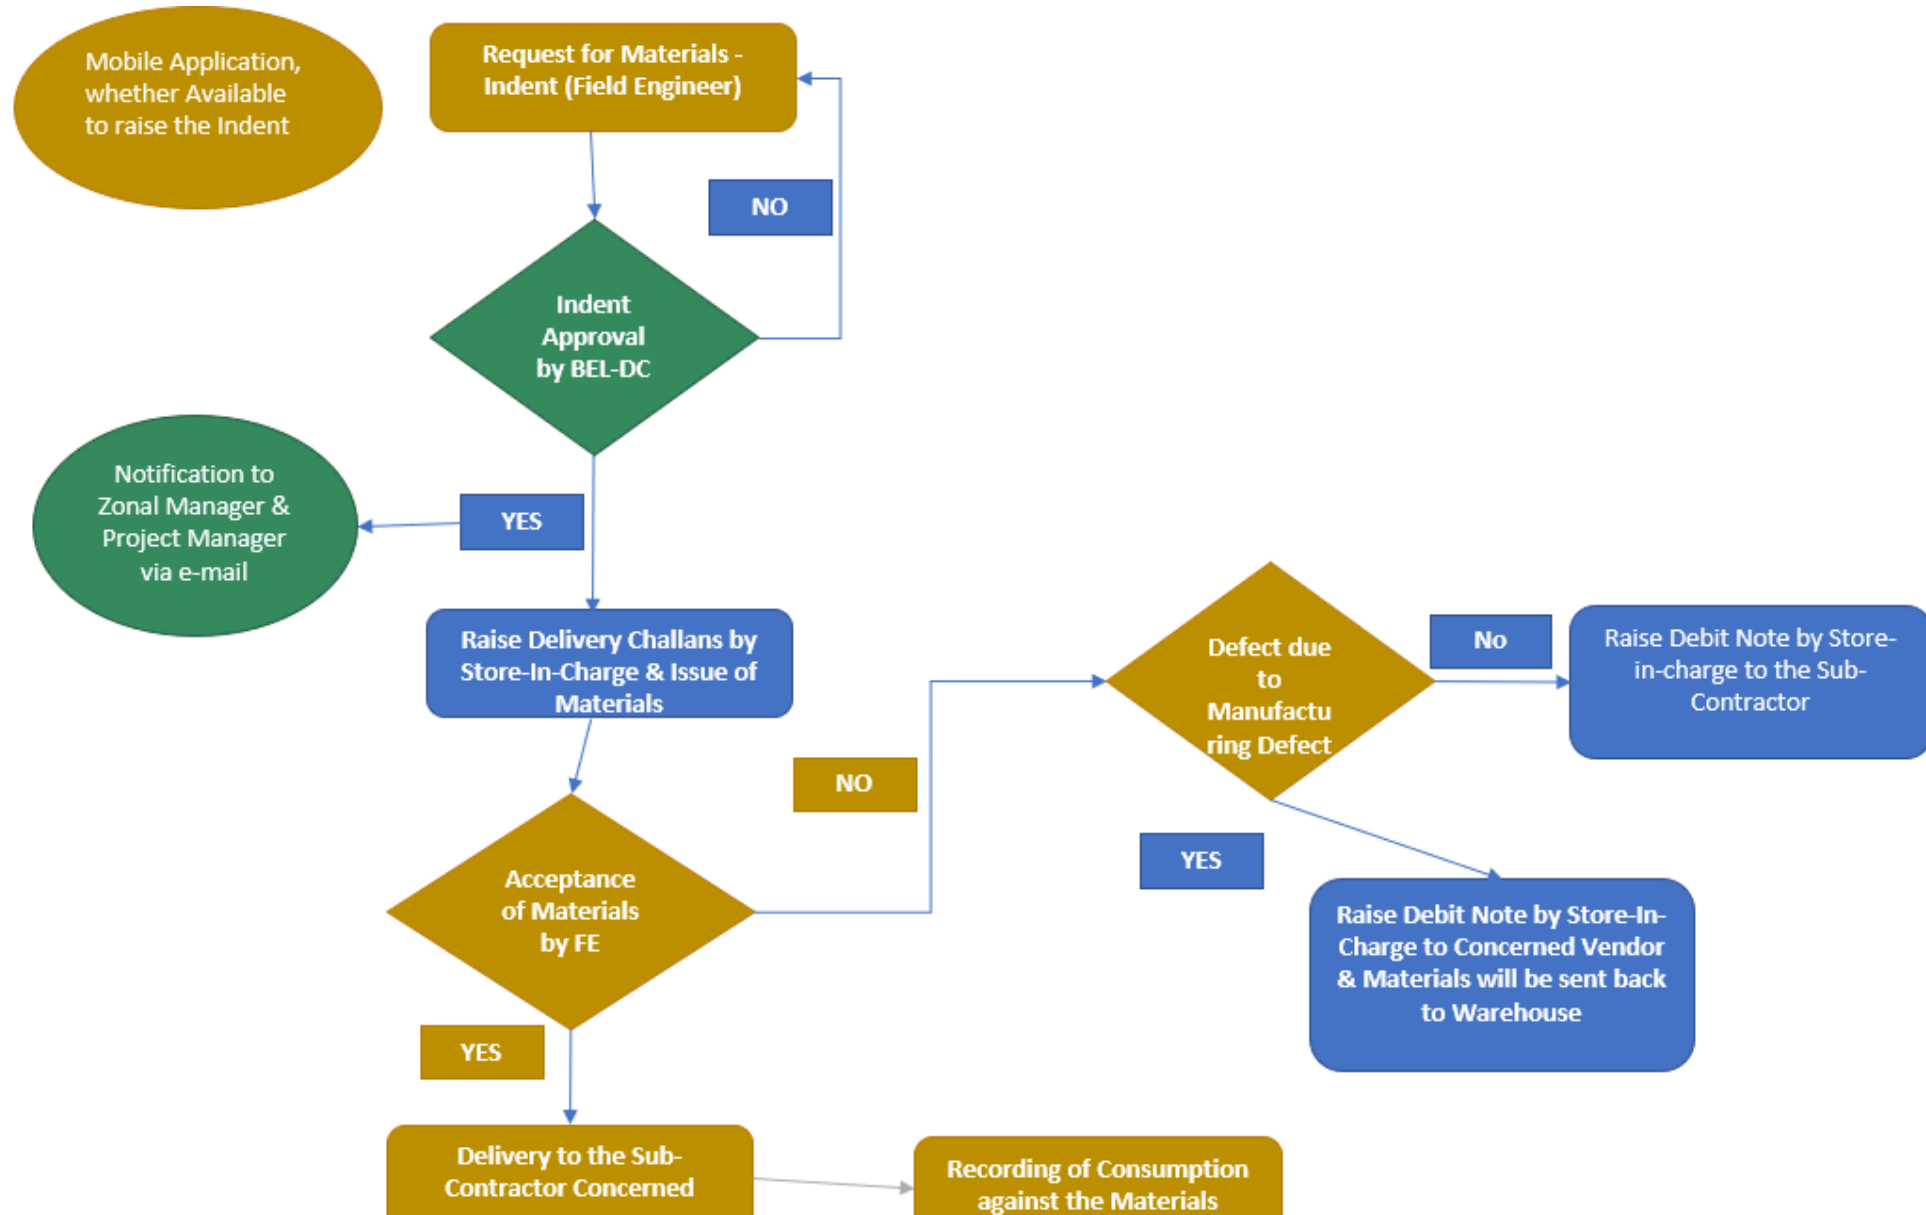 Mobile Application,
whether Available
to raise the Indent
Request for Materials -
Indent (Field Engineer)
NO
Indent
Approval
by BEL-DC
Notification to
Zonal Manager &
Project Manager
via e-mail
YES
Raise Delivery Challans by
Store-In-Charge & Issue of
Materials
Defect due
to
Manufactu
ring Defect
No
Raise Debit Note by Store-
in-charge to the Sub-
Contractor
NO
YES
Acceptance
of Materials
by FE
Raise Debit Note by Store-In-
Charge to Concerned Vendor
& Materials will be sent back
to Warehouse
YES
Delivery to the Sub-
Contractor Concerned
Recording of Consumption
against the Materials